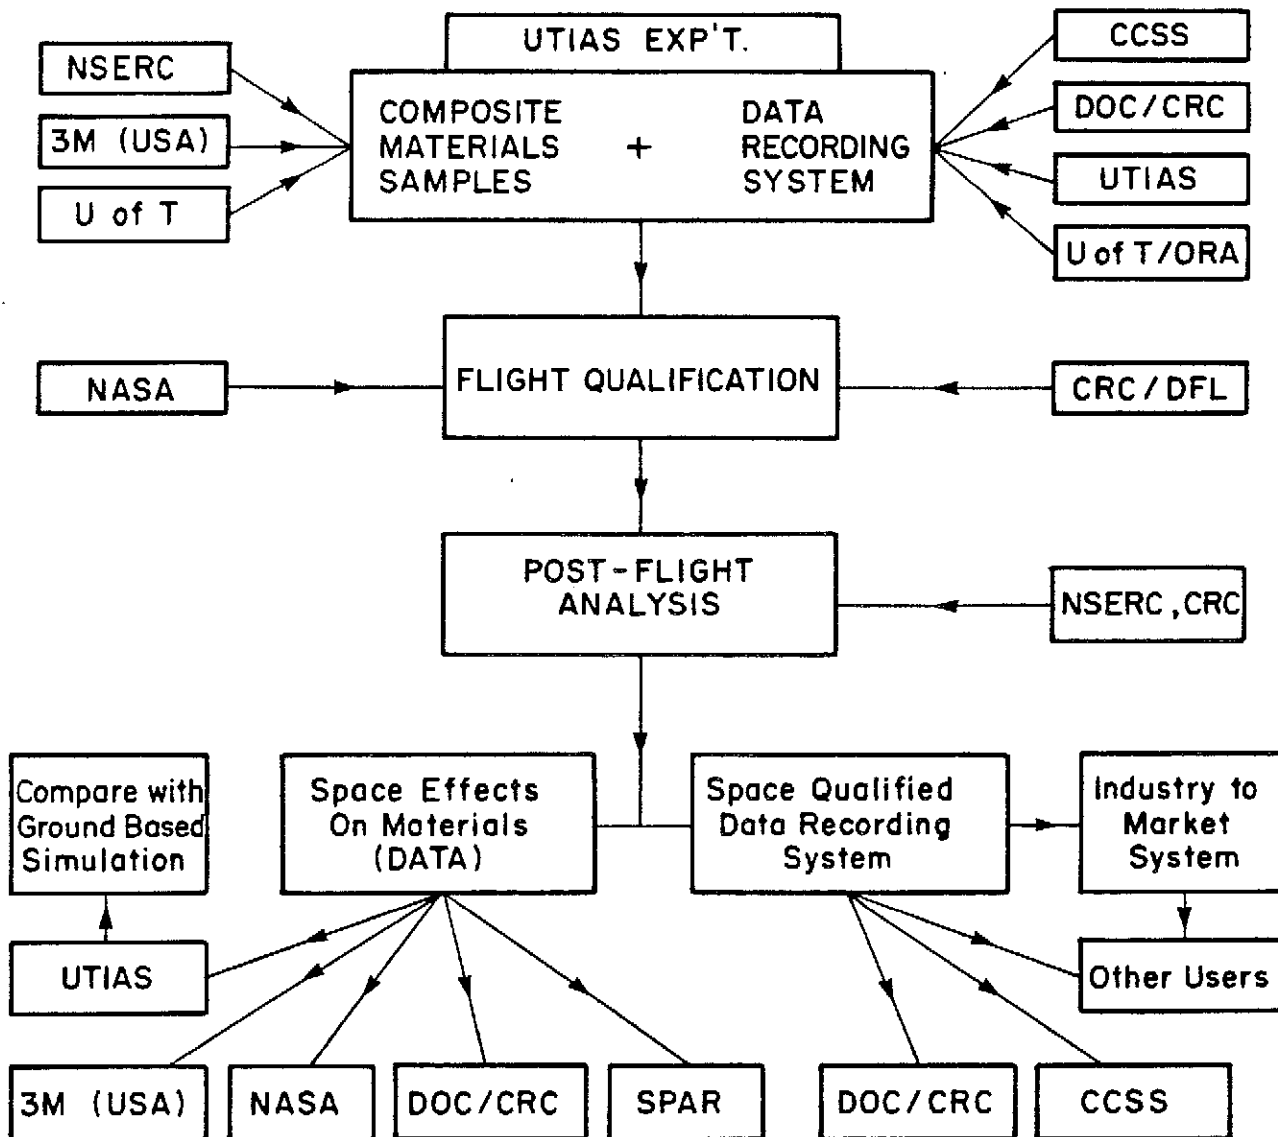 UTIAS EXP'T.
NSERC
3M (USA)
U of T
COMPOSITE
MATERIALS
SAMPLES
+
DATA
RECORDING
SYSTEM
CCSS
DOC/CRC
UTIAS
U of T/ORA
NASA
FLIGHT QUALIFICATION
CRC/DFL
POST-FLIGHT
ANALYSIS
NSERC, CRC
Compare with
Ground Based
Simulation
Space Effects
On Materials
(DATA)
Space Qualified
Data Recording
System
Industry to
Market
System
UTIAS
Other Users
3M (USA)
NASA
DOC/CRC
SPAR
DOC/CRC
CCSS